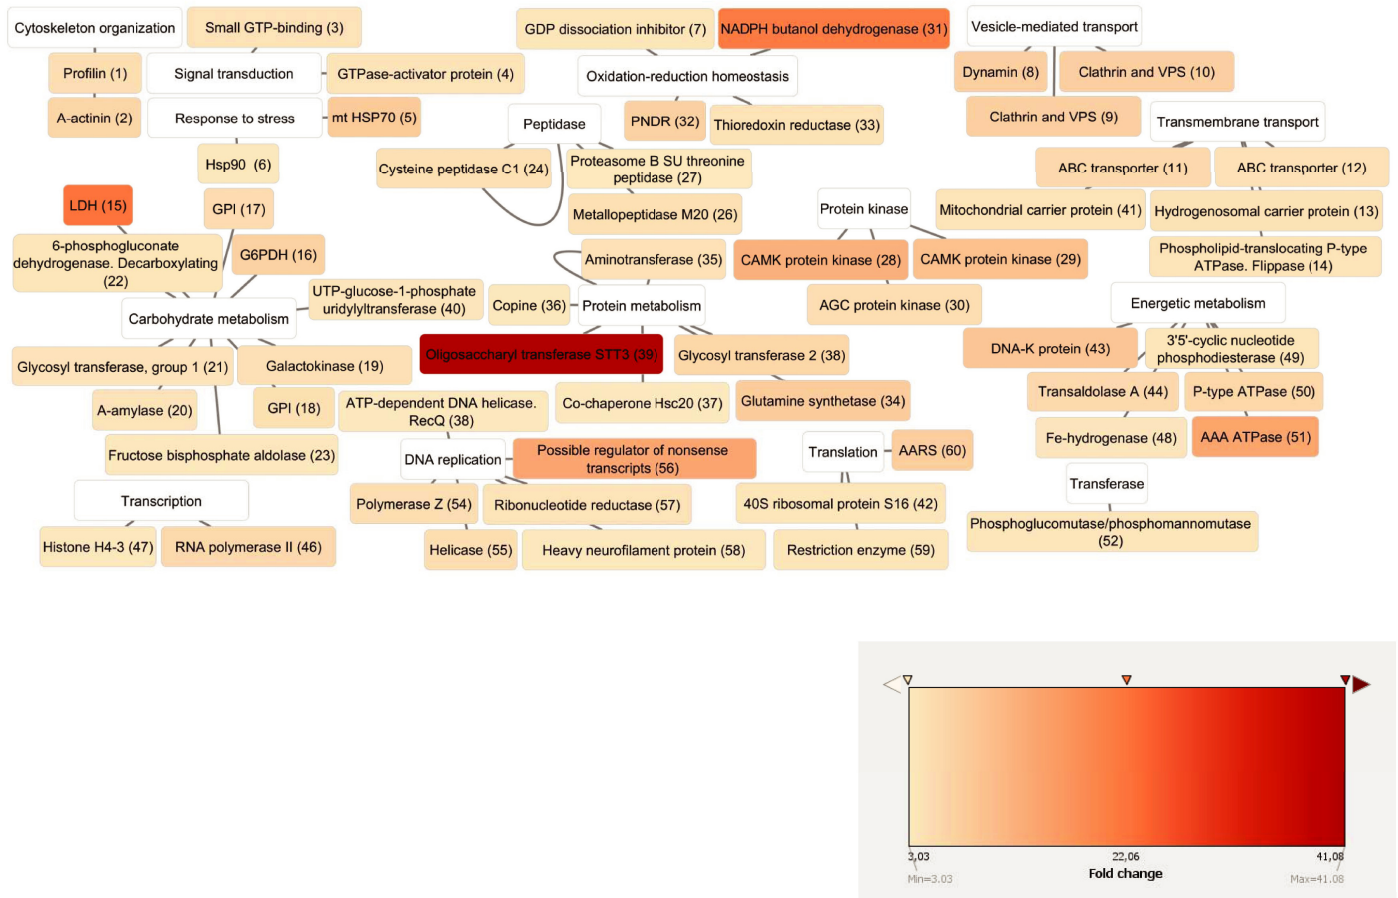 Cytoskeleton organization
Small GTP-binding (3)
GDP dissociation inhibitor (7)
NADPH butanol dehydrogenase (31)
Vesicle-mediated transport
Profilin (1)
Signal transduction
GTPase-activator protein (4)
Oxidation-reduction homeostasis
Dynamin (8)
Clathrin and VPS (10)
A-actinin (2)
Response to stress
mt HSP70 (5)
Peptidase
PNDR (32)
Thioredoxin reductase (33)
Clathrin and VPS (9)
Transmembrane transport
Hsp90 (6)
Cysteine peptidase C1 (24)
Proteasome B SU threonine
peptidase (27)
ABC transporter (11)
ABC transporter (12)
LDH (15)
GPI (17)
Metallopeptidase M20 (26)
Protein kinase
Mitochondrial carrier protein (41)
Hydrogenosomal carrier protein (13)
6-phosphogluconate
dehydrogenase. Decarboxylating
(22)
G6PDH (16)
Aminotransferase (35)
CAMK protein kinase (28)
CAMK protein kinase (29)
Phospholipid-translocating P-type
ATPase. Flippase (14)
UTP-glucose-1-phosphate
uridylyltransferase (40)
Copine (36)
Protein metabolism
AGC protein kinase (30)
Energetic metabolism
Carbohydrate metabolism
Oligosaccharyl transferase STT3 (39)
Glycosyl transferase 2 (38)
DNA-K protein (43)
3'5'-cyclic nucleotide
phosphodiesterase (49)
Glycosyl transferase, group 1 (21)
Galactokinase (19)
Transaldolase A (44)
P-type ATPase (50)
A-amylase (20)
GPI (18)
ATP-dependent DNA helicase.
RecQ (38)
Co-chaperone Hsc20 (37)
Glutamine synthetase (34)
Fe-hydrogenase (48)
AAA ATPase (51)
Fructose bisphosphate aldolase (23)
DNA replication
Possible regulator of nonsense
transcripts (56)
Translation
AARS (60)
Transferase
Transcription
Polymerase Z (54)
Ribonucleotide reductase (57)
40S ribosomal protein S16 (42)
Phosphoglucomutase/phosphomannomutase
(52)
Histone H4-3 (47)
RNA polymerase II (46)
Helicase (55)
Heavy neurofilament protein (58)
Restriction enzyme (59)
3,03
22,06
41,08
Min=3.03
Fold change
Max=41.08